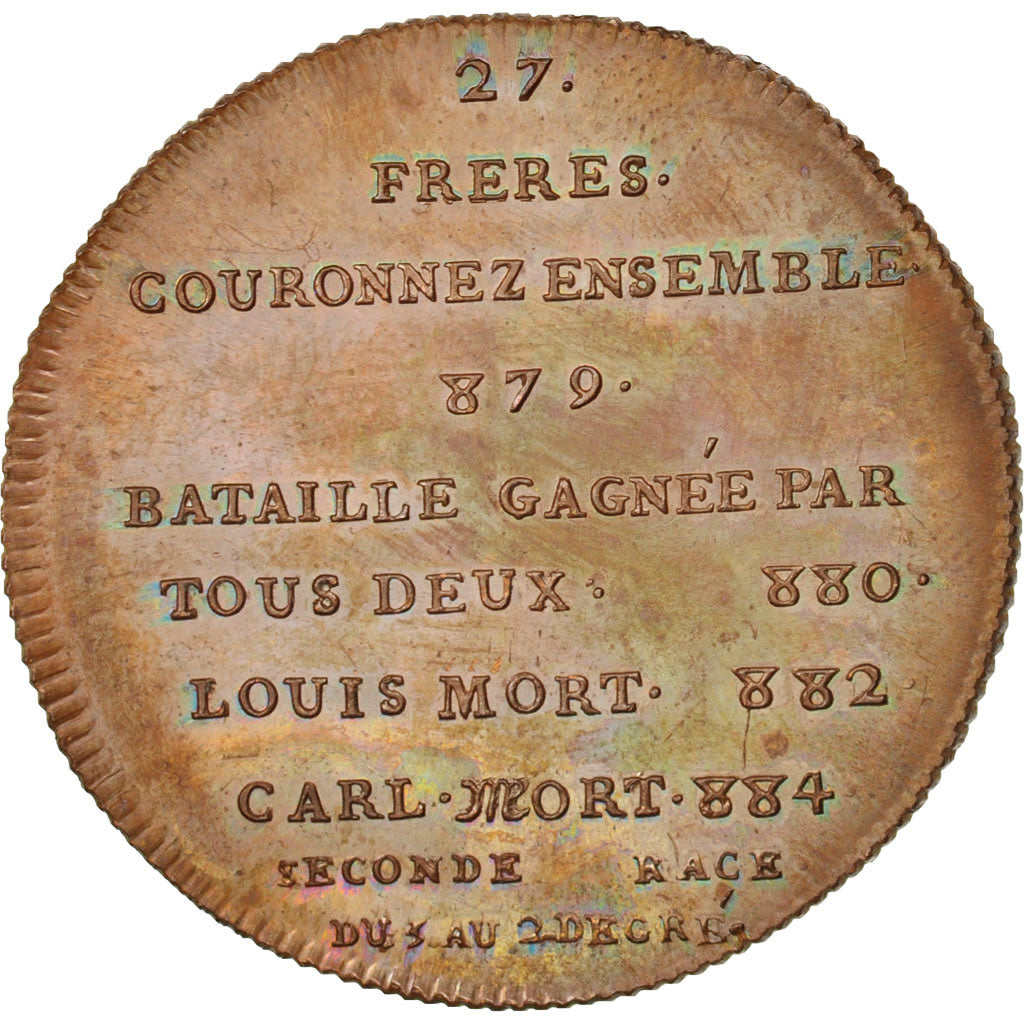 27.
FRERES.
COURONNEZ ENSEMBLE.
879.
BATAILLE GAGNÉE PAR
TOUS DEUX: 880.
LOUIS MORT. 882
CARL. MORT. 884
SECONDE RACE
DU 3 AU 2 DEGRÉ